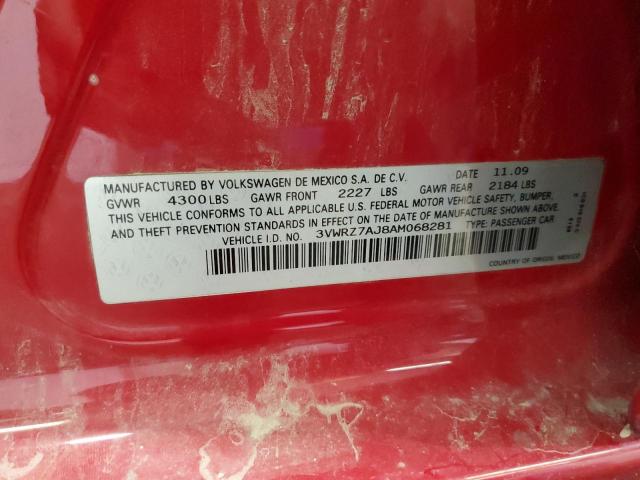 MANUFACTURED BY VOLKSWAGEN DE MEXICO S.A. DE C.V. DATE 11.09
GVWR 4300 LBS GAWR FRONT 2227 LBS GAWR REAR 2184 LBS
THIS VEHICLE CONFORMS TO ALL APPLICABLE U.S. FEDERAL MOTOR VEHICLE SAFETY, BUMPER,
AND THEFT PREVENTION STANDARDS IN EFFECT ON THE DATE OF MANUFACTURE SHOWN ABOVE.
VEHICLE I.D. NO. 3VWRZ7AJ8AM068281 TYPE: PASSENGER CAR
COUNTRY OF ORIGIN: MEXICO